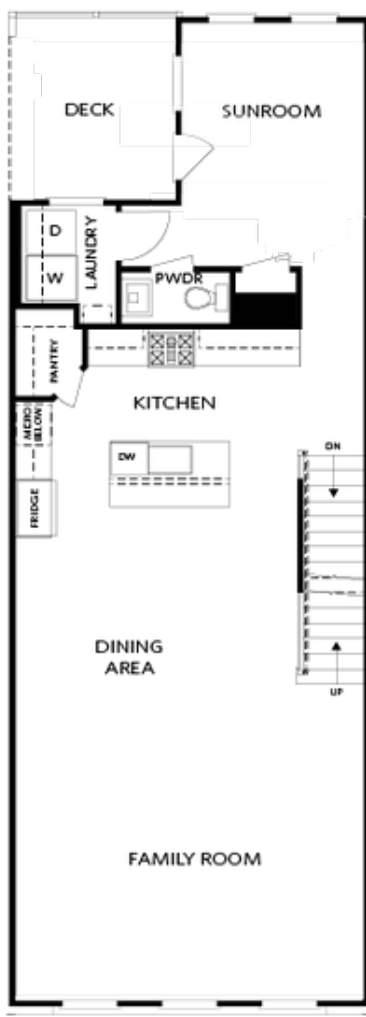 DECK
SUNROOM
D
W
LAUNDRY
PWDR
PANTRY
KITCHEN
MICRO
BELOW
DW
DN
FRIDGE
DINING
AREA
UP
FAMILY ROOM